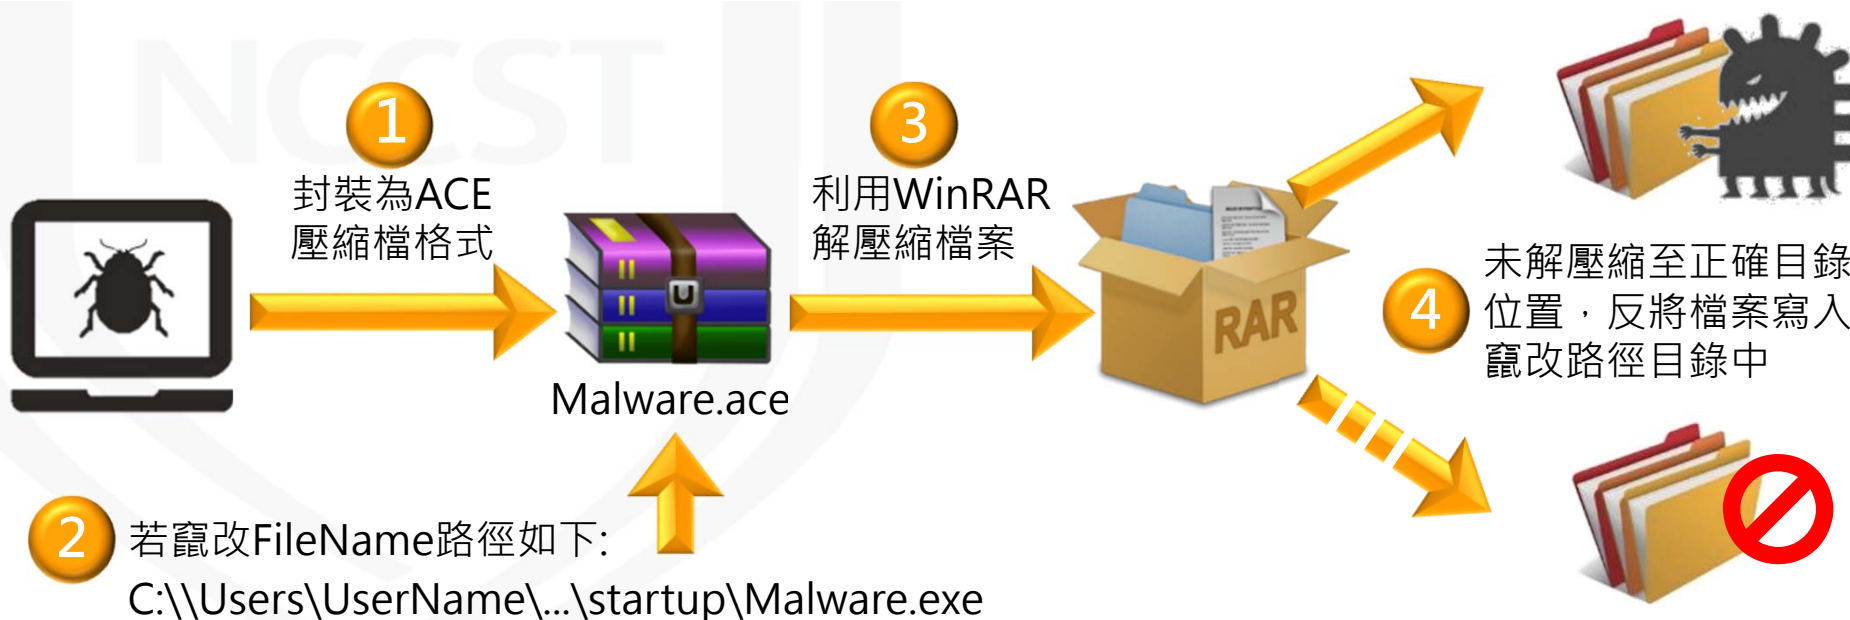 NCCST
1
封裝為ACE
壓縮檔格式
Malware.ace
2
若竄改FileName路徑如下:
C:\\Users\UserName\...\startup\Malware.exe
3
利用WinRAR
解壓縮檔案
RAR
4
未解壓縮至正確目錄
位置，反將檔案寫入
竄改路徑目錄中